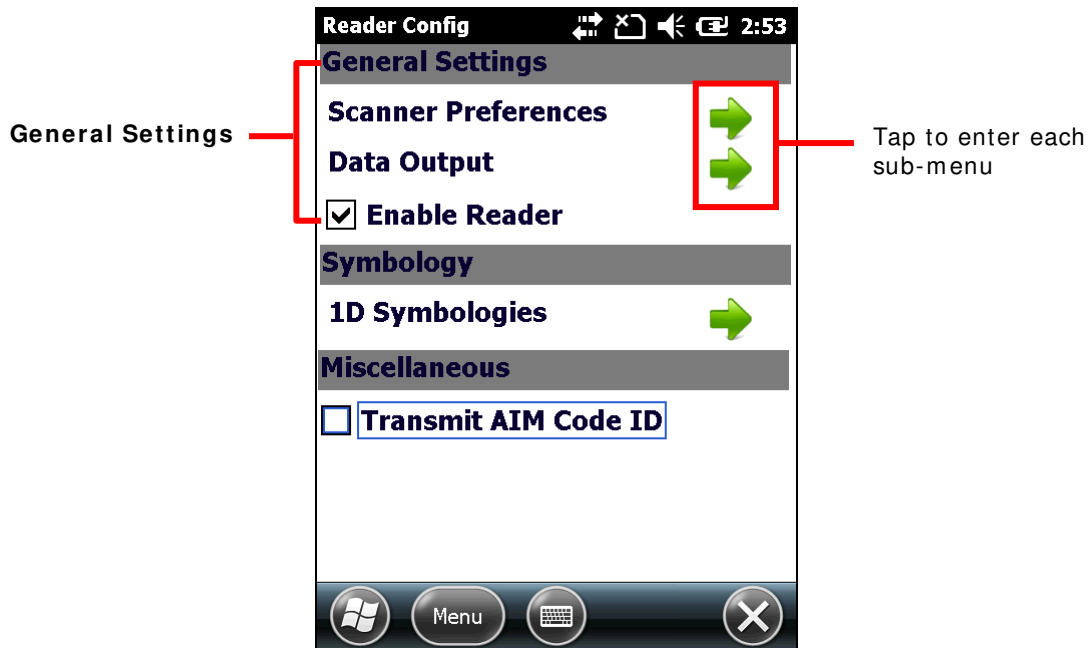 Reader Config 2:53
General Settings
Scanner Preferences
Data Output
Enable Reader
Symbology
1D Symbologies
Miscellaneous
Transmit AIM Code ID
Menu
General Settings
Tap to enter each
sub-menu